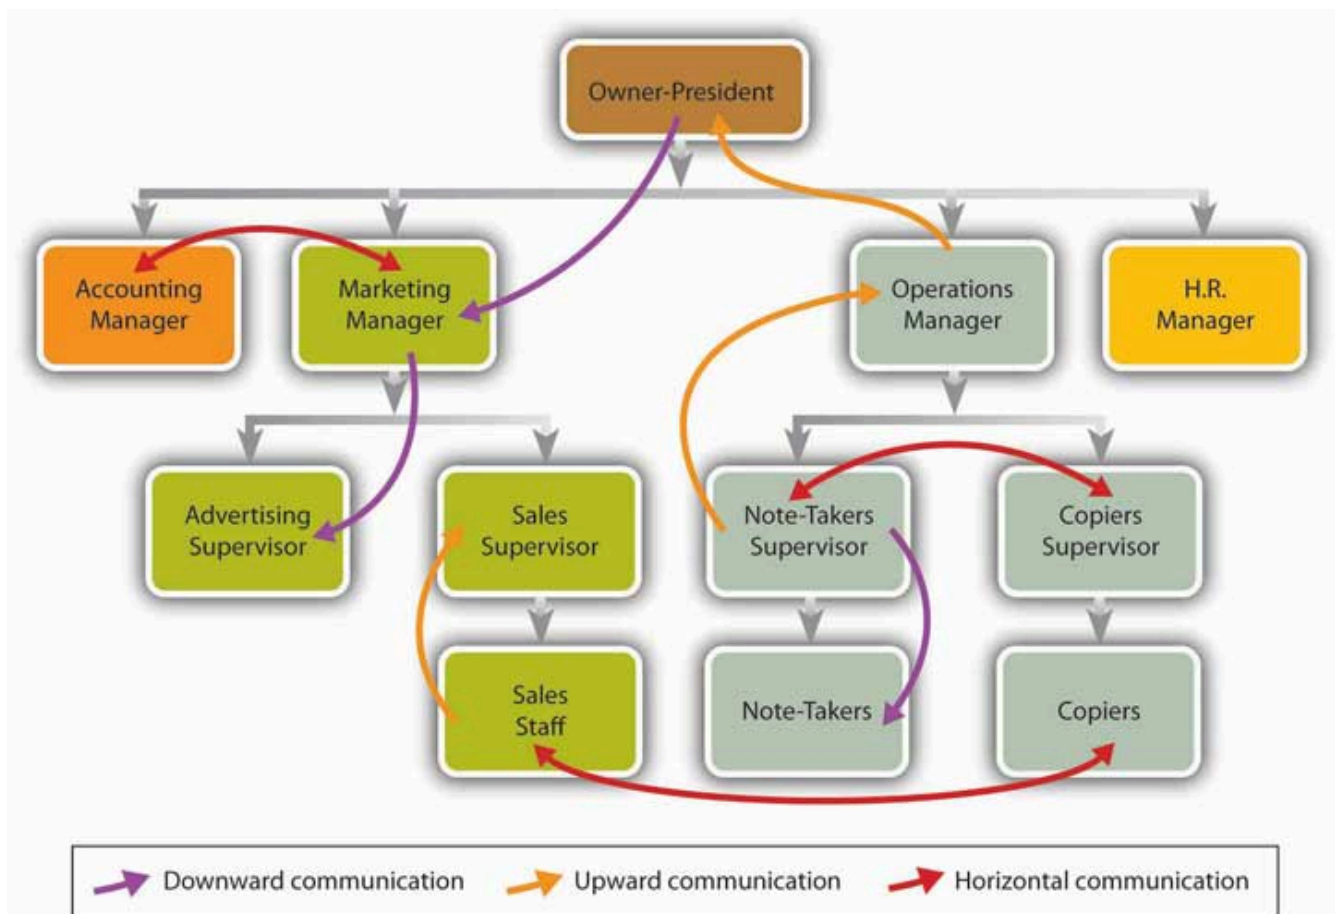 Owner-President
Accounting
Manager
Marketing
Manager
Operations
Manager
H.R.
Manager
Advertising
Supervisor
Sales
Supervisor
Note-Takers
Supervisor
Copiers
Supervisor
Sales
Staff
Note-Takers
Copiers
Downward communication
Upward communication
Horizontal communication